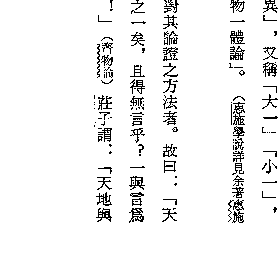 異」，又稱「大一」「小一」，
物一體論」。（惠施學說詳見余著惠施
對其論證之方法者。故曰：「天
之一矣，且得無言乎？一與言爲
！」（齊物論）莊子謂：「天地與